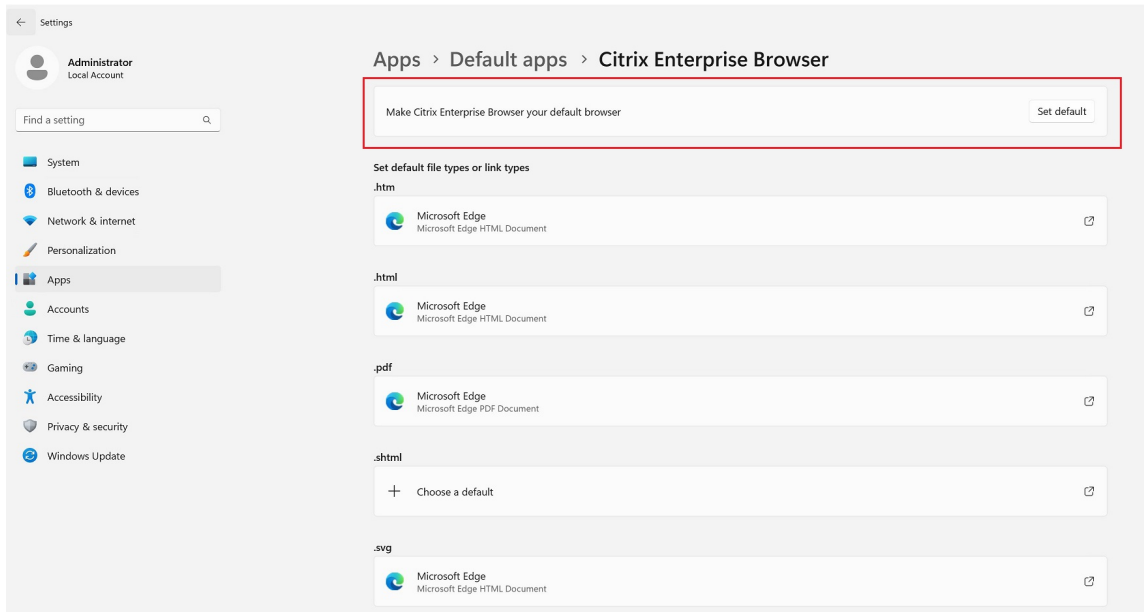 Settings
Administrator
Local Account
Find a setting
System
Bluetooth & devices
Network & internet
Personalization
Apps
Accounts
Time & language
Gaming
Accessibility
Privacy & security
Windows Update
Apps > Default apps > Citrix Enterprise Browser
Make Citrix Enterprise Browser your default browser
Set default
Set default file types or link types
.htm
Microsoft Edge
Microsoft Edge HTML Document
.html
Microsoft Edge
Microsoft Edge HTML Document
.pdf
Microsoft Edge
Microsoft Edge PDF Document
.shtml
Choose a default
.svg
Microsoft Edge
Microsoft Edge HTML Document